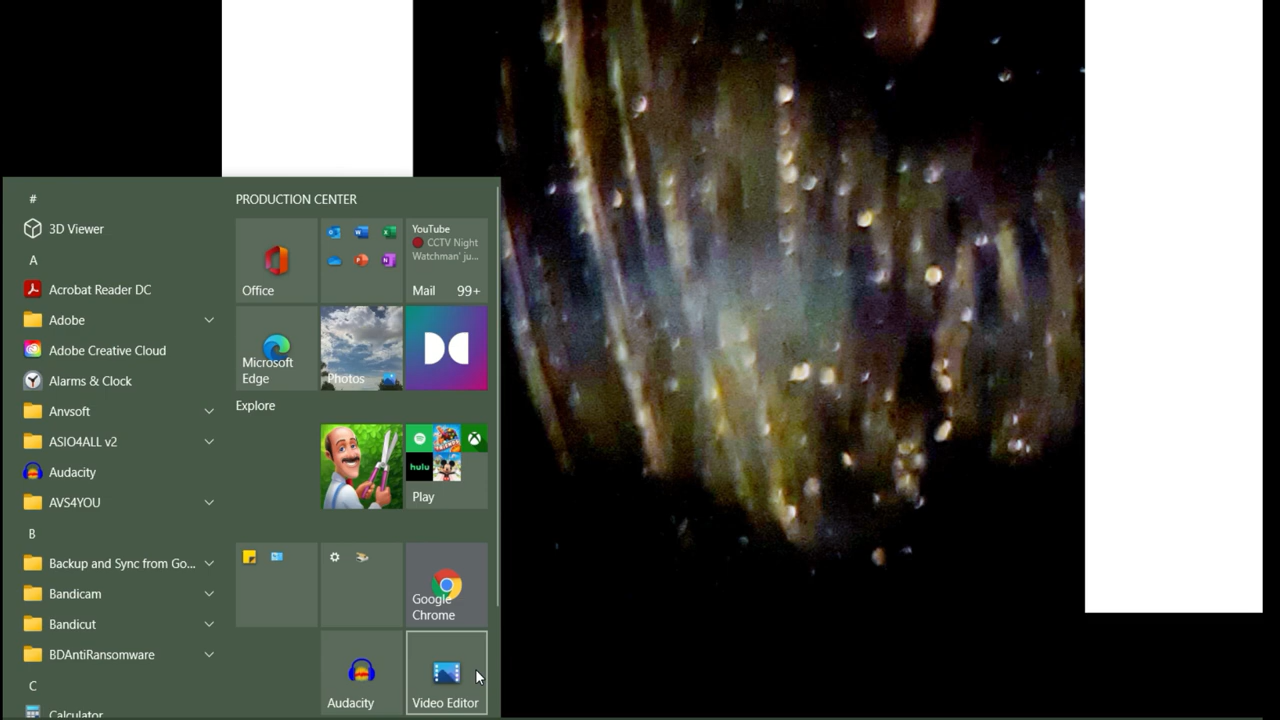 #
3D Viewer
A
Acrobat Reader DC
Adobe
Adobe Creative Cloud
Alarms & Clock
Anvsoft
ASIO4ALL v2
Audacity
AVS4YOU
B
Backup and Sync from Go...
Bandicam
Bandicut
BDAntiRansomware
C
Calculator
PRODUCTION CENTER
Office
YouTube
CCTV Night
Watchman' ju...
Mail 99+
Microsoft
Edge
Photos
Explore
hulu
Play
Google
Chrome
Audacity
Video Editor